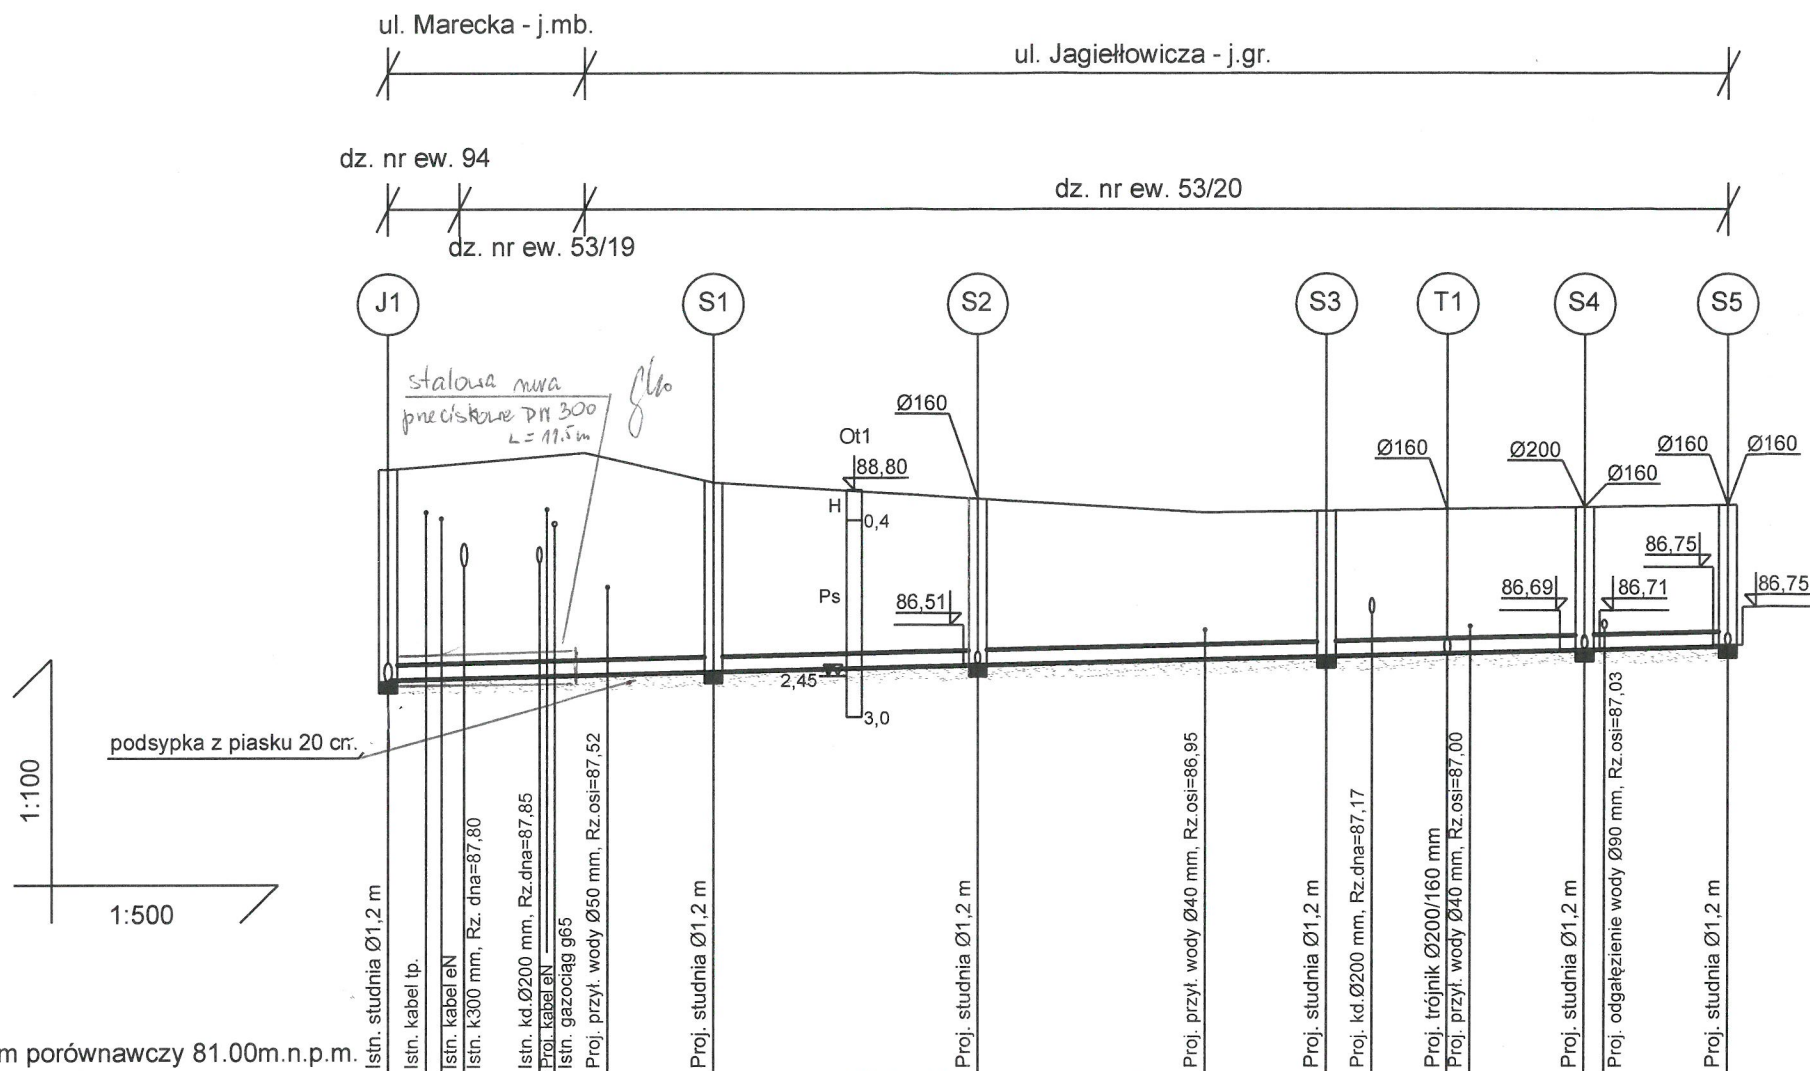 ul. Marecka - j.mb.
ul. Jagiełłowicza - j.gr.
dz. nr ew. 94
dz. nr ew. 53/20
dz. nr ew. 53/19
J1
S1
S2
S3
T1
S4
S5
stalowa
DN 300
L = 11.5m
Ø160
Ot1
88,80
H
0,4
Ps
2,45
3,0
86,51
Ø160
Ø200
Ø160
Ø160
Ø160
86,69
86,71
86,75
86,75
podsypka z piasku 20 cm.
1:100
1:500
Istn. studnia Ø1,2 m
Istn. kabel tp.
Istn. kabel eN
Istn. k300 mm, Rz. dna=87,80
Istn. kd.Ø200 mm, Rz.dna=87,85
Proj. kabel eN
Istn. gazociąg g65
Proj. przył. wody Ø50 mm, Rz.osi=87,52
Proj. studnia Ø1,2 m
Proj. studnia Ø1,2 m
Proj. przył. wody Ø40 mm, Rz.osi=86,95
Proj. studnia Ø1,2 m
Proj. kd.Ø200 mm, Rz.dna=87,17
Proj. trójnik Ø200/160 mm
Proj. przył. wody Ø40 mm, Rz.osi=87,00
Proj. studnia Ø1,2 m
Proj. odgałęzienie wody Ø90 mm, Rz.osi=87,03
Proj. studnia Ø1,2 m
m porównawczy 81.00m.n.p.m.